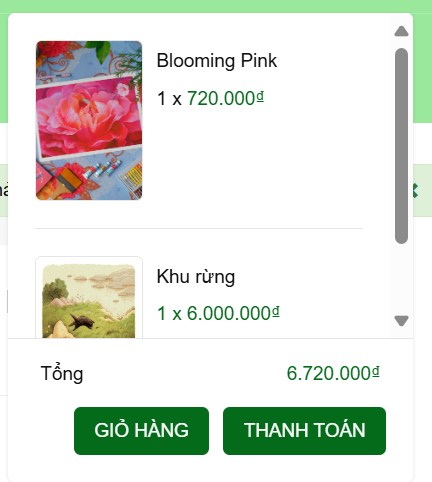 Blooming Pink
1 x 720.000₫
Khu rừng
1 x 6.000.000₫
Tổng 6.720.000₫
GIỎ HÀNG THANH TOÁN